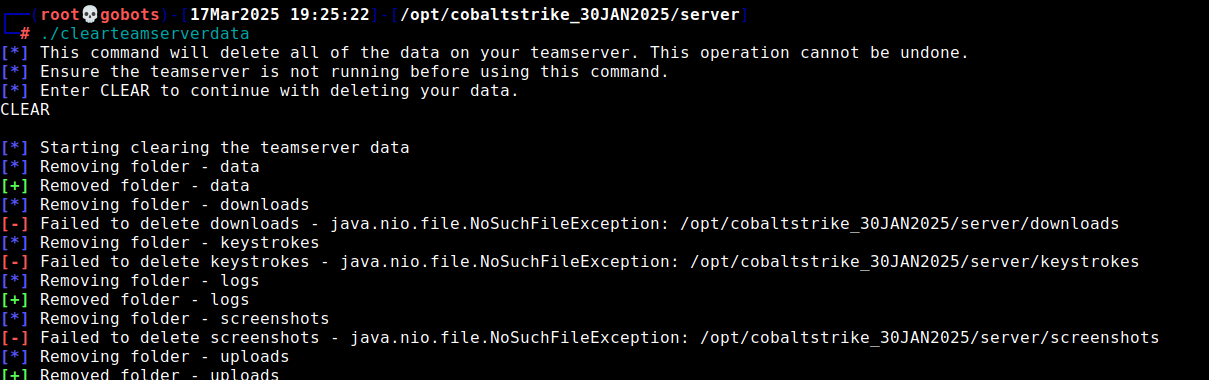 ┌──(root💀gobots)-[17Mar2025 19:25:22]-[/opt/cobaltstrike_30JAN2025/server]
└─# ./clearteamserverdata
[*] This command will delete all of the data on your teamserver. This operation cannot be undone.
[*] Ensure the teamserver is not running before using this command.
[*] Enter CLEAR to continue with deleting your data.
CLEAR
[*] Starting clearing the teamserver data
[*] Removing folder - data
[+] Removed folder - data
[*] Removing folder - downloads
[-] Failed to delete downloads - java.nio.file.NoSuchFileException: /opt/cobaltstrike_30JAN2025/server/downloads
[*] Removing folder - keystrokes
[-] Failed to delete keystrokes - java.nio.file.NoSuchFileException: /opt/cobaltstrike_30JAN2025/server/keystrokes
[*] Removing folder - logs
[+] Removed folder - logs
[*] Removing folder - screenshots
[-] Failed to delete screenshots - java.nio.file.NoSuchFileException: /opt/cobaltstrike_30JAN2025/server/screenshots
[*] Removing folder - uploads
[+] Removed folder - uploads